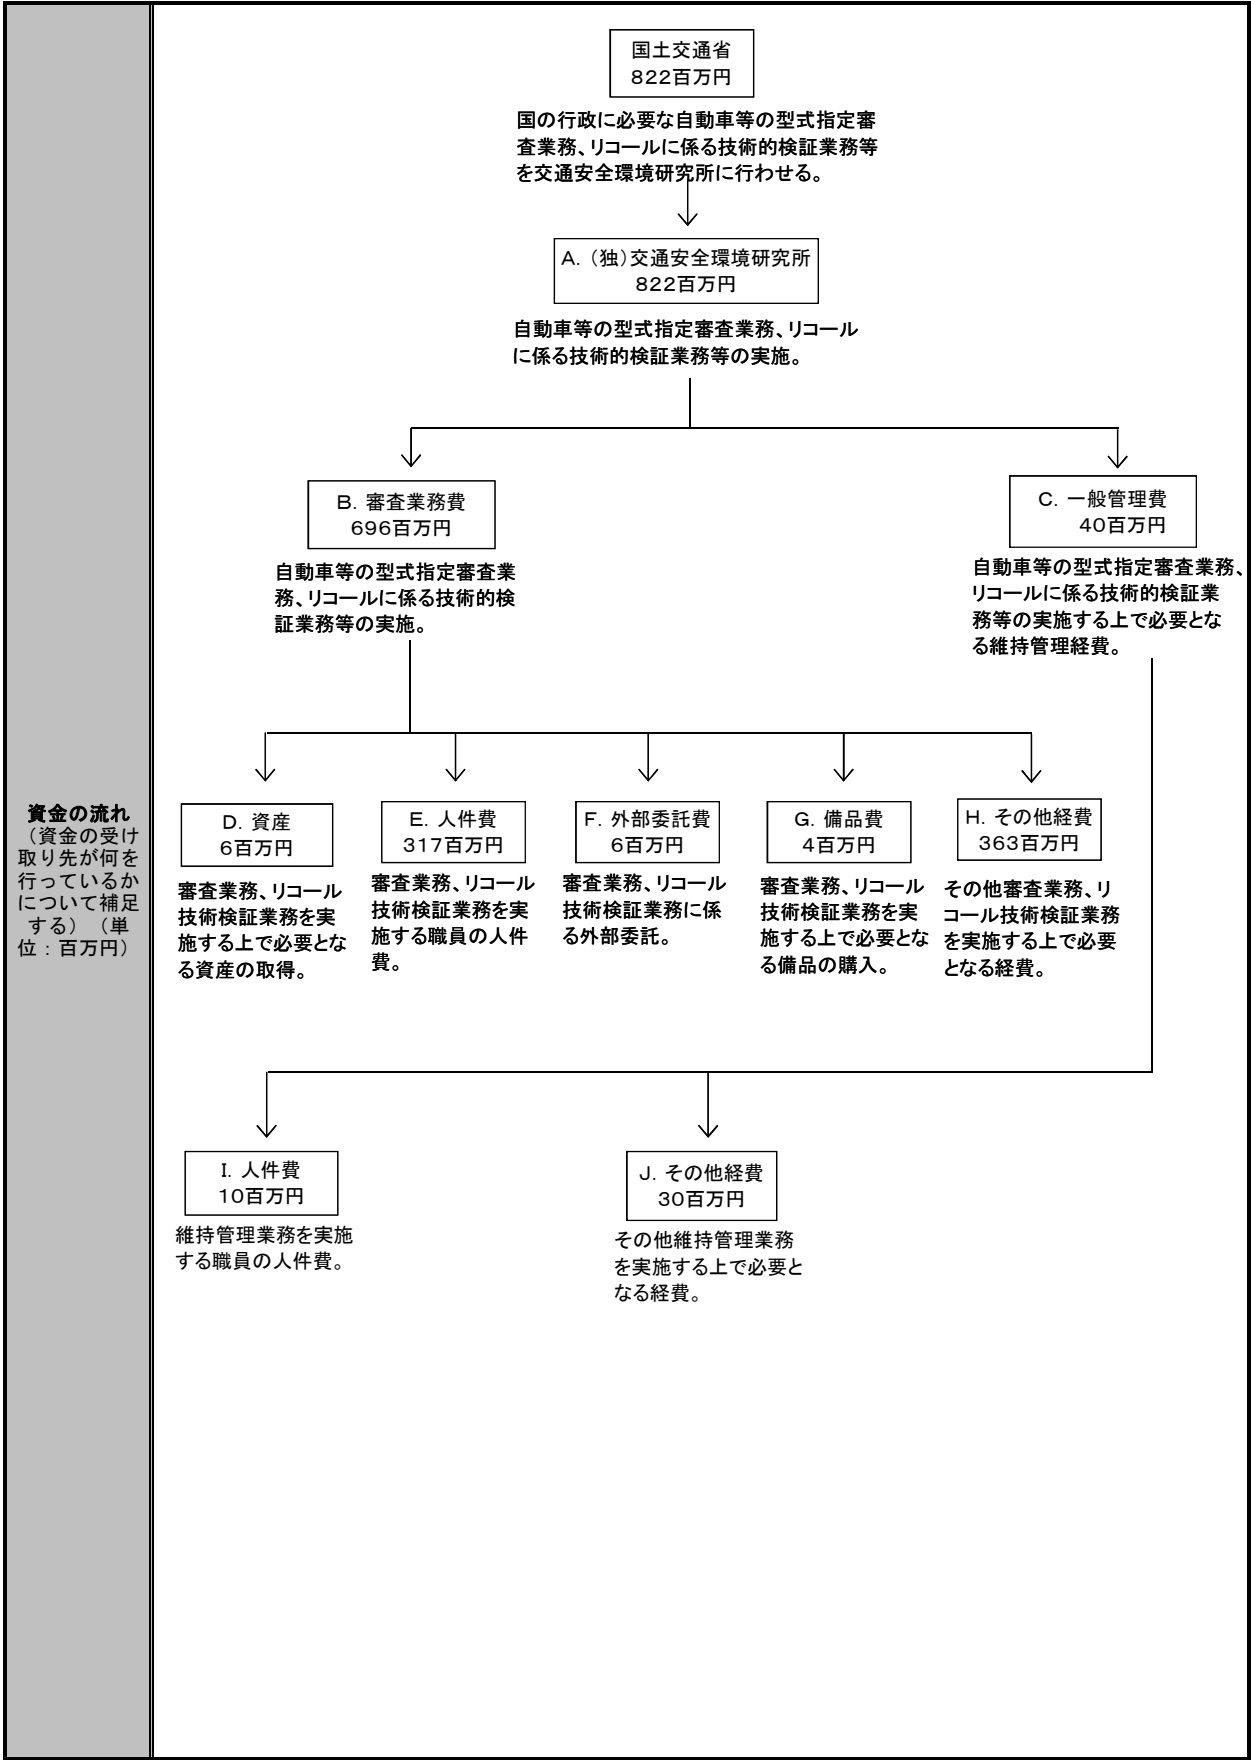 資金の流れ
（資金の受け
取り先が何を
行っているか
について補足
する）（単
位：百万円）
国土交通省
822百万円
国の行政に必要な自動車等の型式指定審
査業務、リコールに係る技術的検証業務等
を交通安全環境研究所に行わせる。
A．（独）交通安全環境研究所
822百万円
自動車等の型式指定審査業務、リコール
に係る技術的検証業務等の実施。
B．審査業務費
696百万円
自動車等の型式指定審査業
務、リコールに係る技術的検
証業務等の実施。
C．一般管理費
40百万円
自動車等の型式指定審査業務、
リコールに係る技術的検証業
務等の実施する上で必要とな
る維持管理経費。
D．資産
6百万円
審査業務、リコール
技術検証業務を実
施する上で必要とな
る資産の取得。
E．人件費
317百万円
審査業務、リコール
技術検証業務を実
施する職員の人件
費。
F．外部委託費
6百万円
審査業務、リコール
技術検証業務に係
る外部委託。
G．備品費
4百万円
審査業務、リコール
技術検証業務を実
施する上で必要とな
る備品の購入。
H．その他経費
363百万円
その他審査業務、リ
コール技術検証業務
を実施する上で必要
となる経費。
I．人件費
10百万円
維持管理業務を実施
する職員の人件費。
J．その他経費
30百万円
その他維持管理業務
を実施する上で必要と
なる経費。